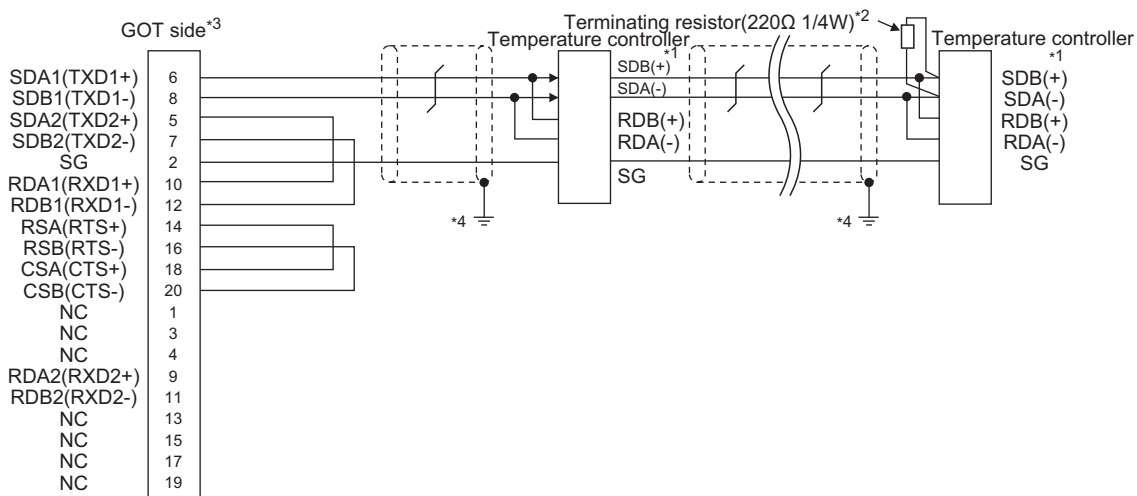 GOT side*3
Terminating resistor(220Ω 1/4W)*2
Temperature controller
*1
Temperature controller
*1
SDA1(TXD1+) 6
SDB1(TXD1-) 8
SDA2(TXD2+) 5
SDB2(TXD2-) 7
SG 2
RDA1(RXD1+) 10
RDB1(RXD1-) 12
RSA(RTS+) 14
RSB(RTS-) 16
CSA(CTS+) 18
CSB(CTS-) 20
NC 1
NC 3
NC 4
RDA2(RXD2+) 9
RDB2(RXD2-) 11
NC 13
NC 15
NC 17
NC 19
*4
SDB(+)
SDA(-)
RDB(+)
RDA(-)
SG
*4
SDB(+)
SDA(-)
RDB(+)
RDA(-)
SG